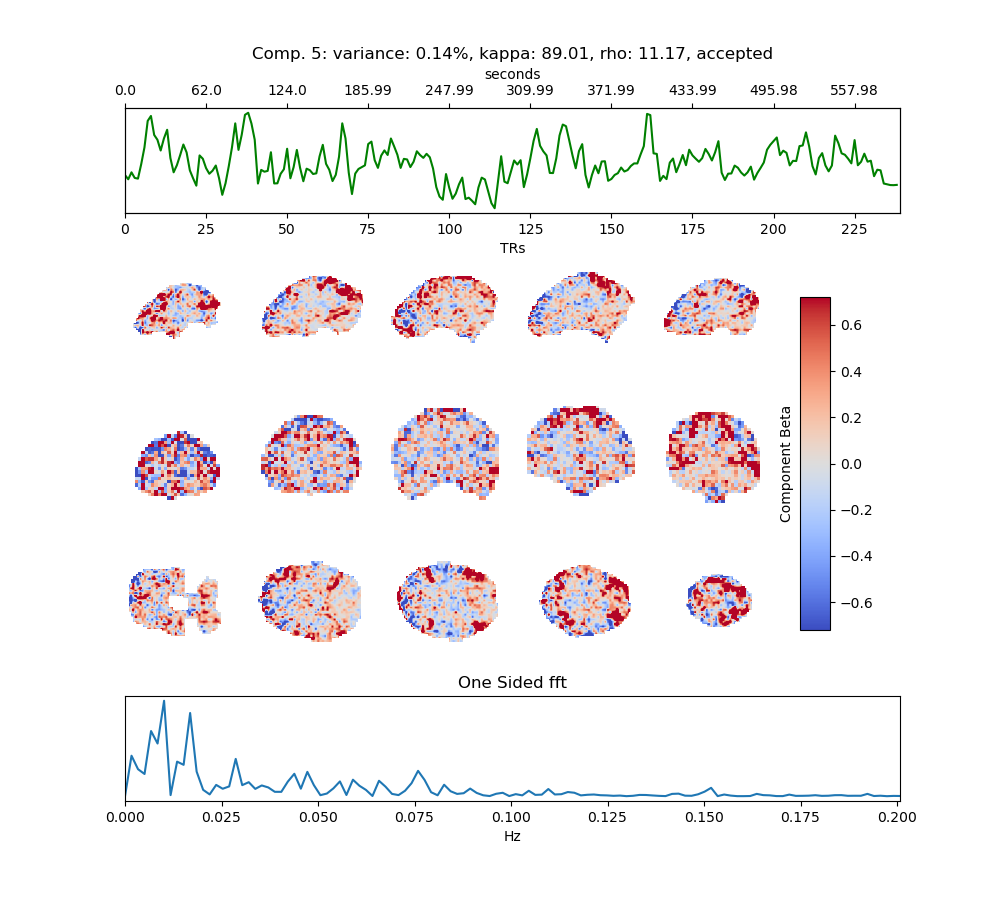 Comp. 5: variance: 0.14%, kappa: 89.01, rho: 11.17, accepted
seconds
0.0 62.0 124.0 185.99 247.99 309.99 371.99 433.99 495.98 557.98
0 25 50 75 100 125 150 175 200 225
TRs
0.6
0.4
0.2
0.0
−0.2
−0.4
−0.6
Component Beta
One Sided fft
0.000 0.025 0.050 0.075 0.100 0.125 0.150 0.175 0.200
Hz